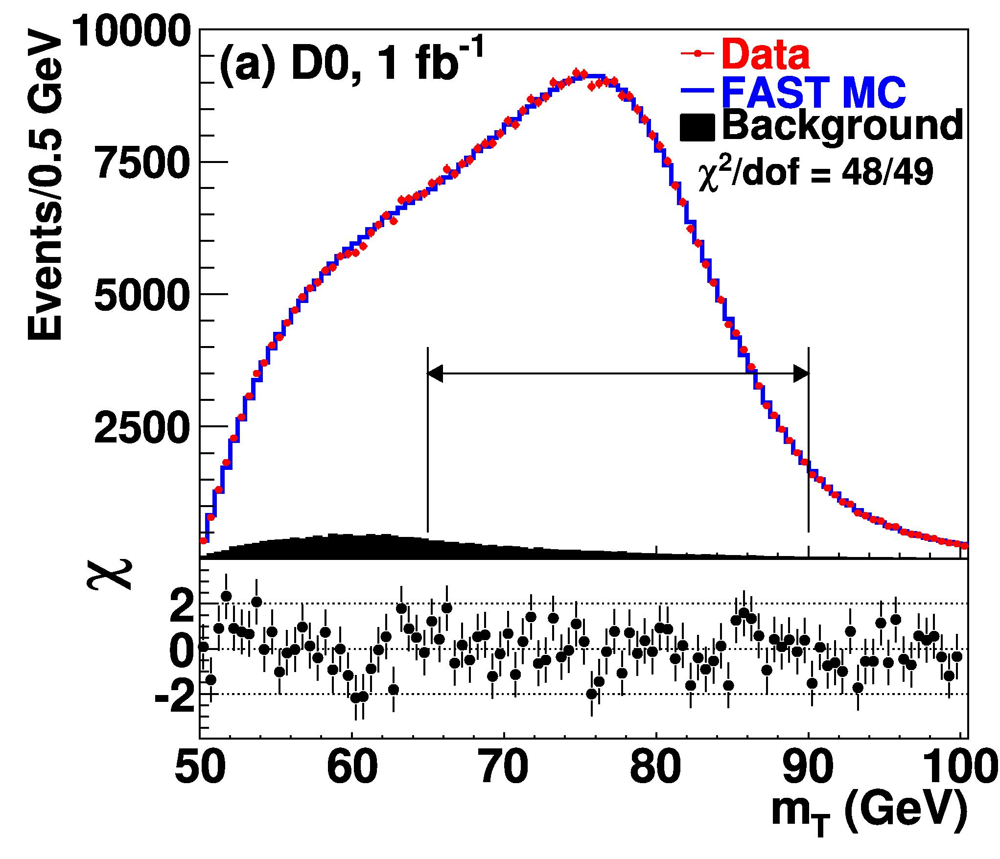 Events/0.5 GeV
10000
7500
5000
2500
(a) D0, 1 fb⁻¹
Data
FAST MC
Background
χ²/dof = 48/49
χ
2
0
-2
50 60 70 80 90 100
m_T (GeV)